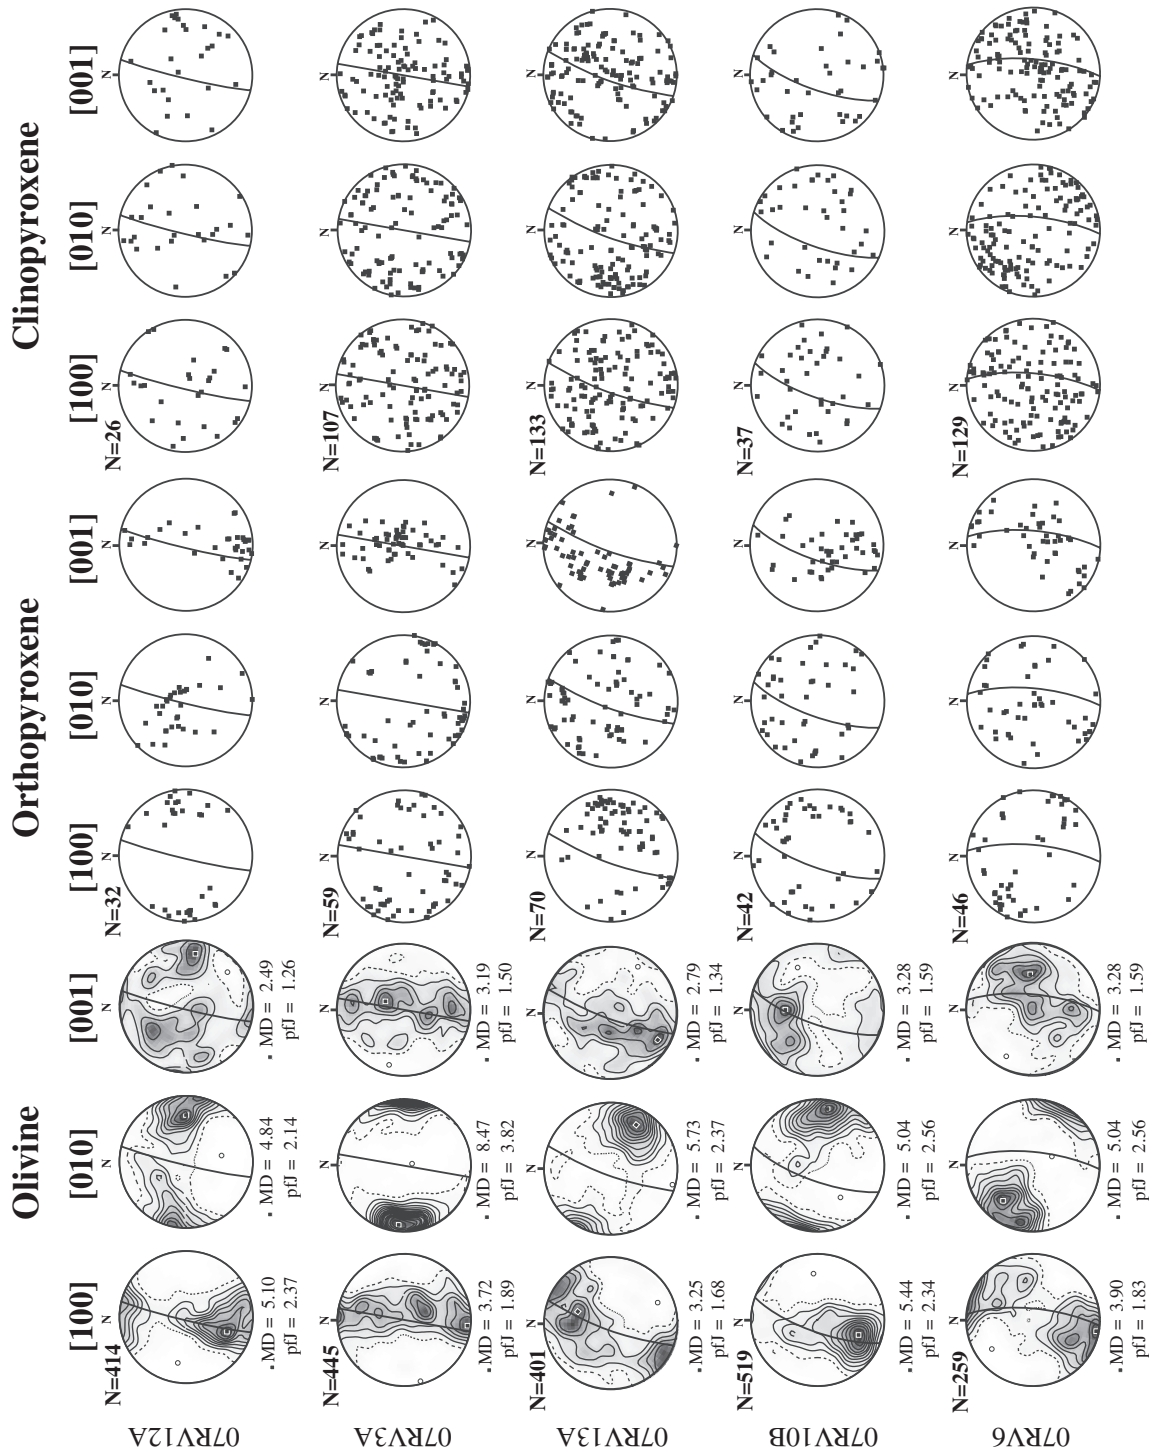 Olivine Orthopyroxene Clinopyroxene
[100] [010] [001] [100] [010] [001] [100] [010] [001]
07RV12A
N=414 N=32 N=26
N N N N N N N N N
MD = 5.10 MD = 4.84 MD = 2.49
pfJ = 2.37 pfJ = 2.14 pfJ = 1.26
07RV3A
N=445 N=59 N=107
N N N N N N N N N
MD = 3.72 MD = 8.47 MD = 3.19
pfJ = 1.89 pfJ = 3.82 pfJ = 1.50
07RV13A
N=401 N=70 N=133
N N N N N N N N N
MD = 3.25 MD = 5.73 MD = 2.79
pfJ = 1.68 pfJ = 2.37 pfJ = 1.34
07RV10B
N=519 N=42 N=37
N N N N N N N N N
MD = 5.44 MD = 5.04 MD = 3.28
pfJ = 2.34 pfJ = 2.56 pfJ = 1.59
07RV6
N=259 N=46 N=129
N N N N N N N N N
MD = 3.90 MD = 5.04 MD = 3.28
pfJ = 1.83 pfJ = 2.56 pfJ = 1.59